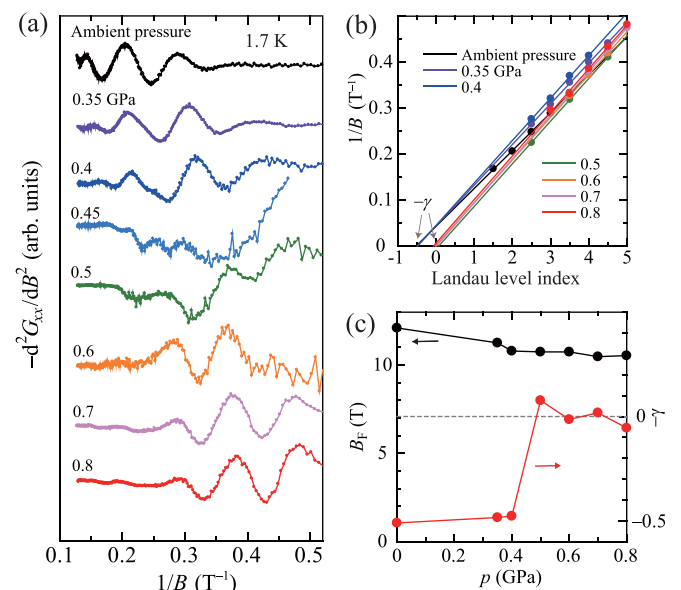 (a)
Ambient pressure
1.7 K
0.35 GPa
0.4
0.45
0.5
0.6
0.7
0.8
−d²Gxx/dB² (arb. units)
0.1 0.2 0.3 0.4 0.5
1/B (T⁻¹)
(b)
0.5
0.4
0.3
0.2
0.1
0
1/B (T⁻¹)
Ambient pressure
0.35 GPa
0.4
0.5
0.6
0.7
0.8
−γ
-1 0 1 2 3 4 5
Landau level index
(c)
10
5
0
BF (T)
0
−0.5
−γ
0 0.2 0.4 0.6 0.8
p (GPa)